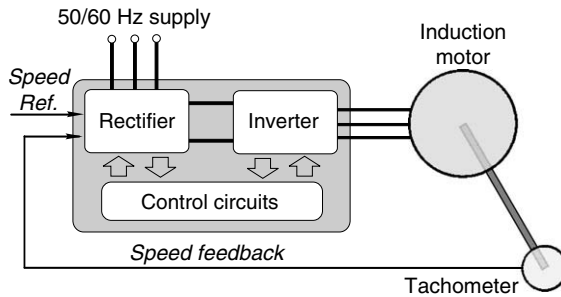 50/60 Hz supply
Induction
motor
Speed
Ref.
Rectifier
Inverter
Control circuits
Speed feedback
Tachometer